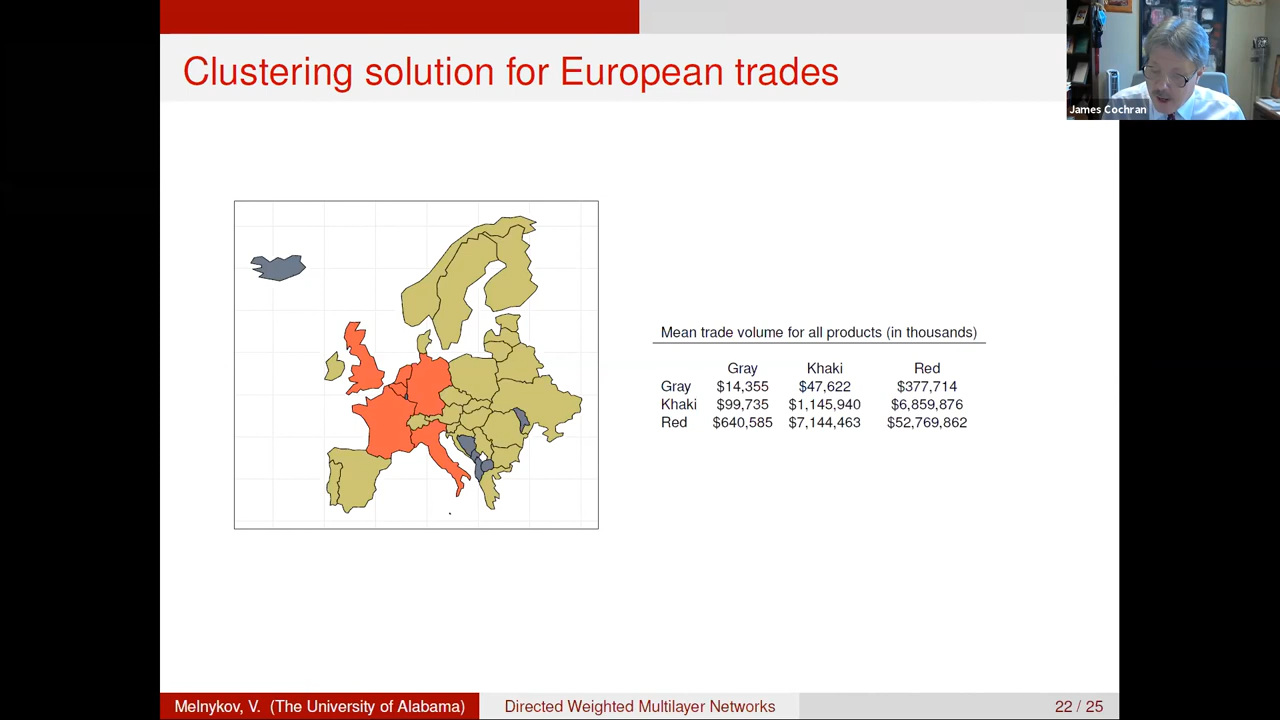 Clustering solution for European trades
James Cochran
Mean trade volume for all products (in thousands)
Gray Khaki Red
Gray $14,355 $47,622 $377,714
Khaki $99,735 $1,145,940 $6,859,876
Red $640,585 $7,144,463 $52,769,862
Melnykov, V. (The University of Alabama) Directed Weighted Multilayer Networks 22 / 25